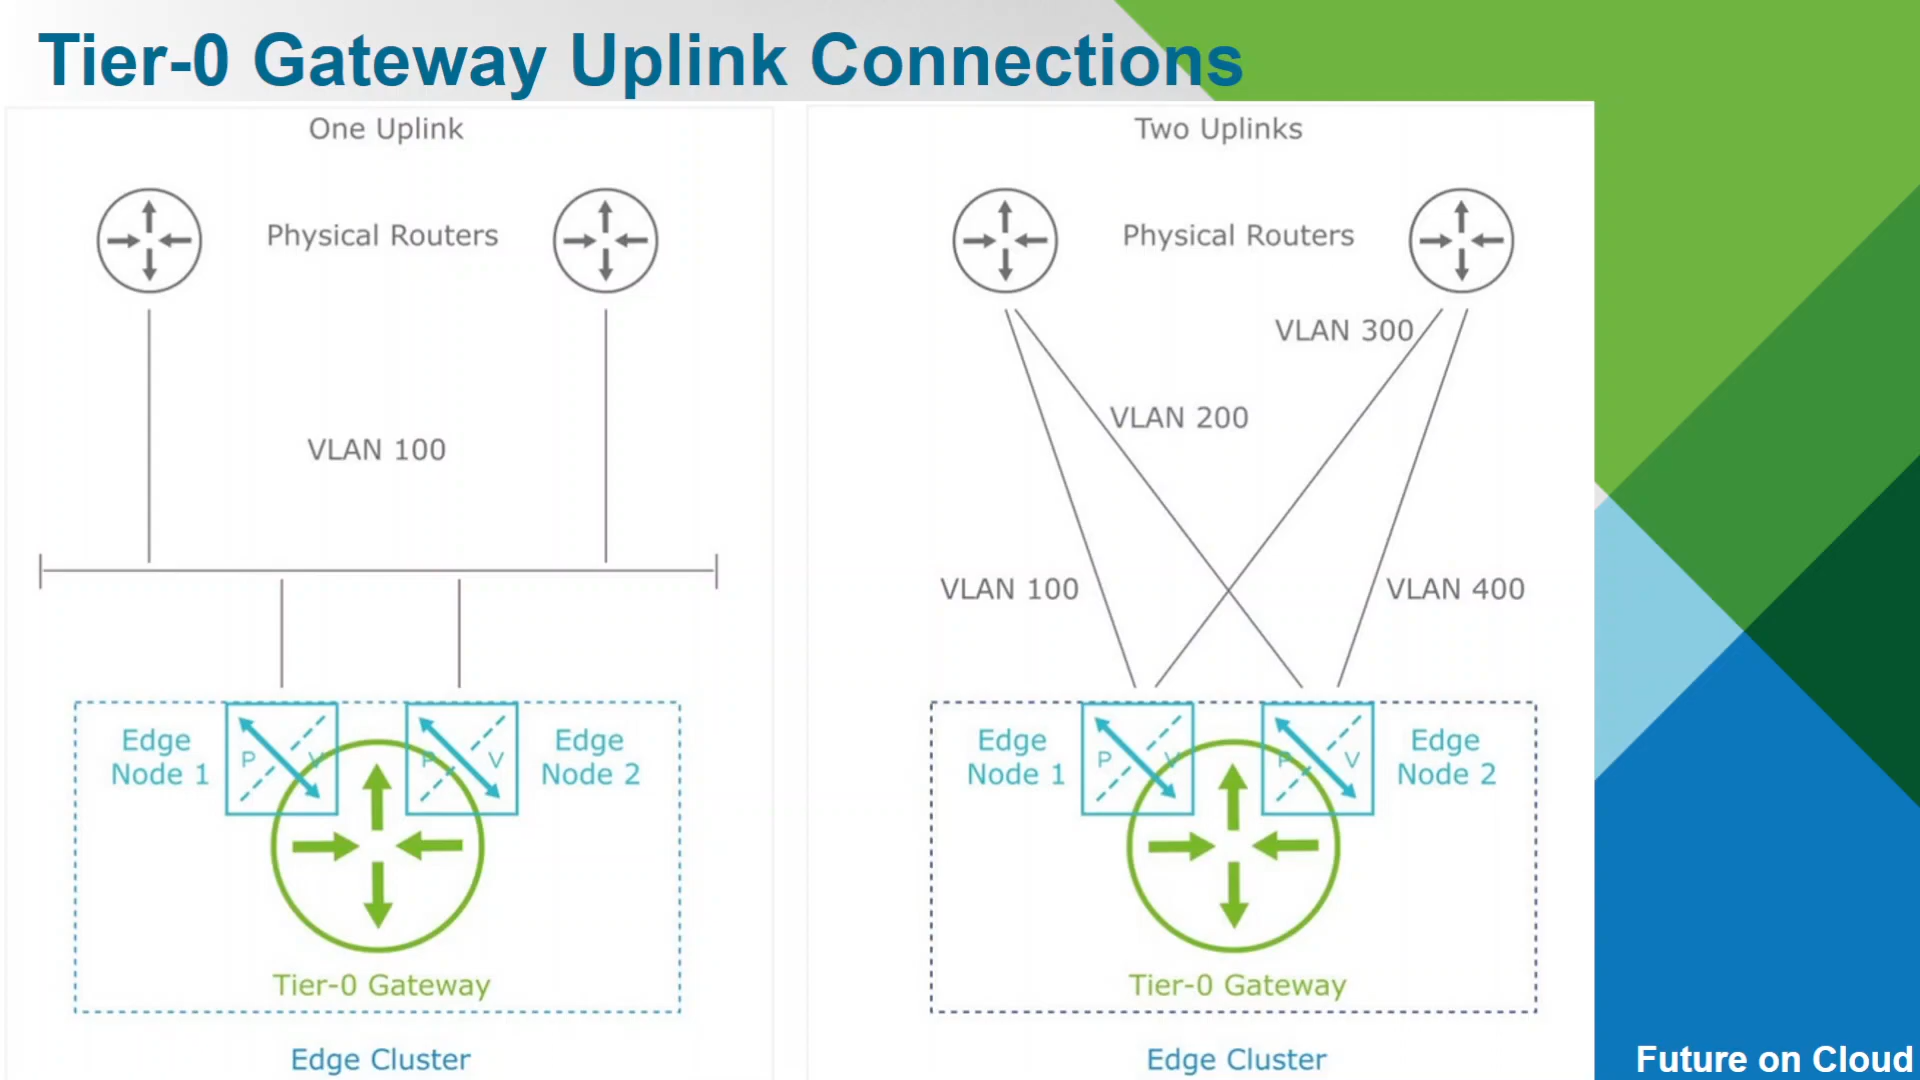 Tier-0 Gateway Uplink Connections
One Uplink
Physical Routers
VLAN 100
Edge
Node 1
P
V
P
V
Edge
Node 2
Tier-0 Gateway
Edge Cluster
Two Uplinks
Physical Routers
VLAN 300
VLAN 200
VLAN 100
VLAN 400
Edge
Node 1
P
V
P
V
Edge
Node 2
Tier-0 Gateway
Edge Cluster
Future on Cloud